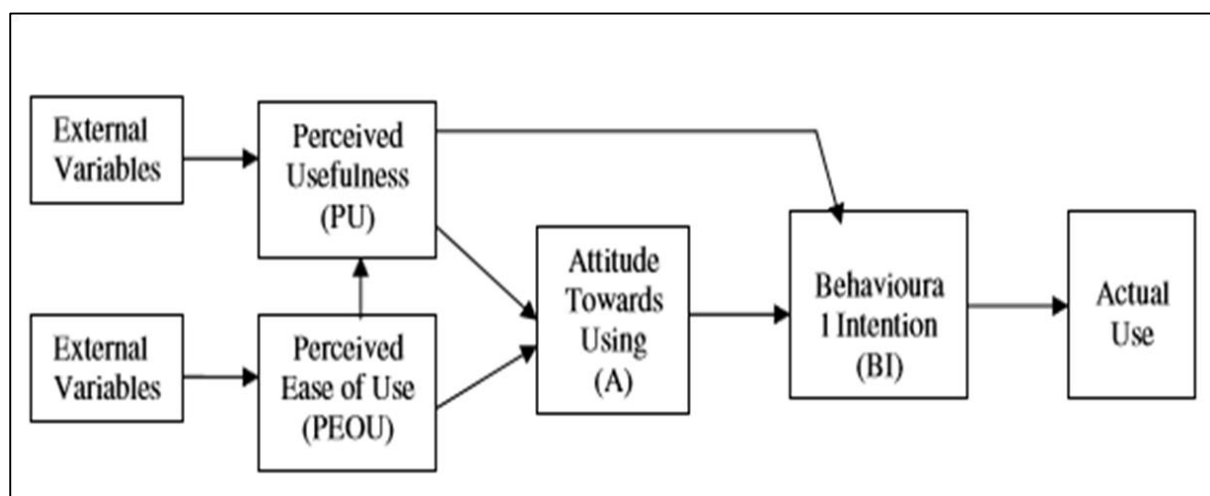 External
Variables
Perceived
Usefulness
(PU)
External
Variables
Perceived
Ease of Use
(PEOU)
Attitude
Towards
Using
(A)
Behavioura
l Intention
(BI)
Actual
Use